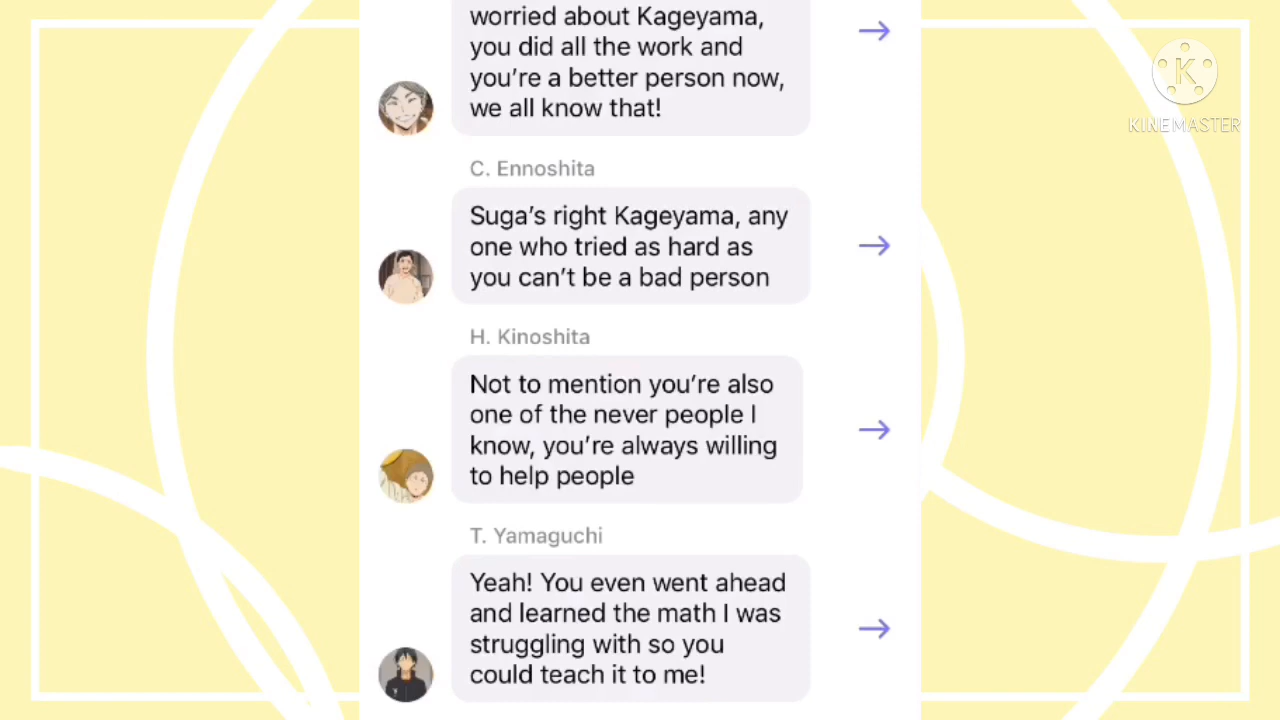 worried about Kageyama,
you did all the work and
you're a better person now,
we all know that!
C. Ennoshita
Suga's right Kageyama, any
one who tried as hard as
you can't be a bad person
H. Kinoshita
Not to mention you're also
one of the never people I
know, you're always willing
to help people
T. Yamaguchi
Yeah! You even went ahead
and learned the math I was
struggling with so you
could teach it to me!
K
KINEMASTER